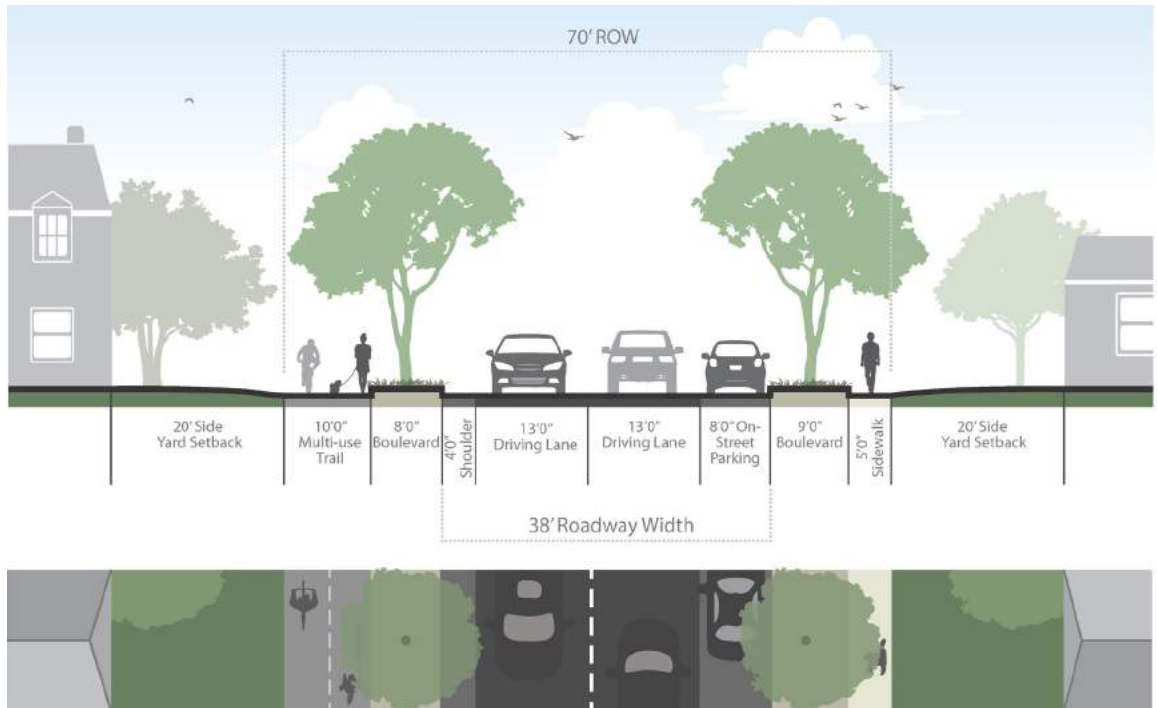 70' ROW
20' Side
Yard Setback
10'0"
Multi-use
Trail
8'0"
Boulevard
4'0"
Shoulder
13'0"
Driving Lane
13'0"
Driving Lane
8'0" On-
Street
Parking
9'0"
Boulevard
5'0"
Sidewalk
20' Side
Yard Setback
38' Roadway Width